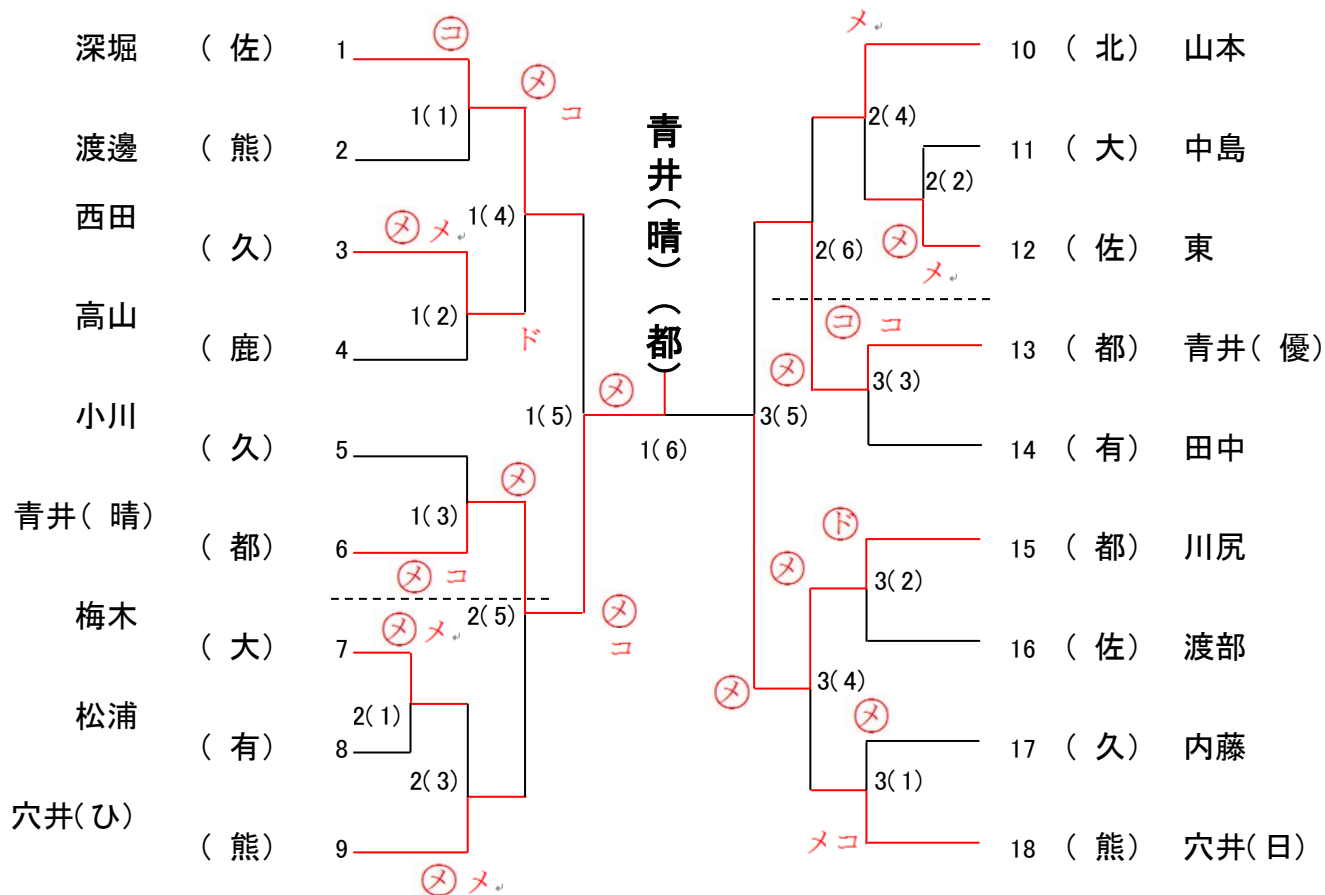 深堀 (佐) 1
渡邊 (熊) 2
西田 (久) 3
高山 (鹿) 4
小川 (久) 5
青井(晴) (都) 6
梅木 (大) 7
松浦 (有) 8
穴井(ひ) (熊) 9
㋙
1(1)
㋱
コ
1(4)
㋱ メ
1(2)
ド
1(5)
㋱
1(3)
㋱ コ
㋱ メ
2(5)
㋱
コ
2(1)
2(3)
㋱ メ
青井(晴)(都)
㋱
1(6)
10 (北) 山本
11 (大) 中島
12 (佐) 東
13 (都) 青井(優)
14 (有) 田中
15 (都) 川尻
16 (佐) 渡部
17 (久) 内藤
18 (熊) 穴井(日)
メ
2(4)
2(2)
㋱
メ
2(6)
㋙ コ
㋱
3(3)
3(5)
㋣゙
㋱
3(2)
㋱
3(4)
㋱
3(1)
メコ